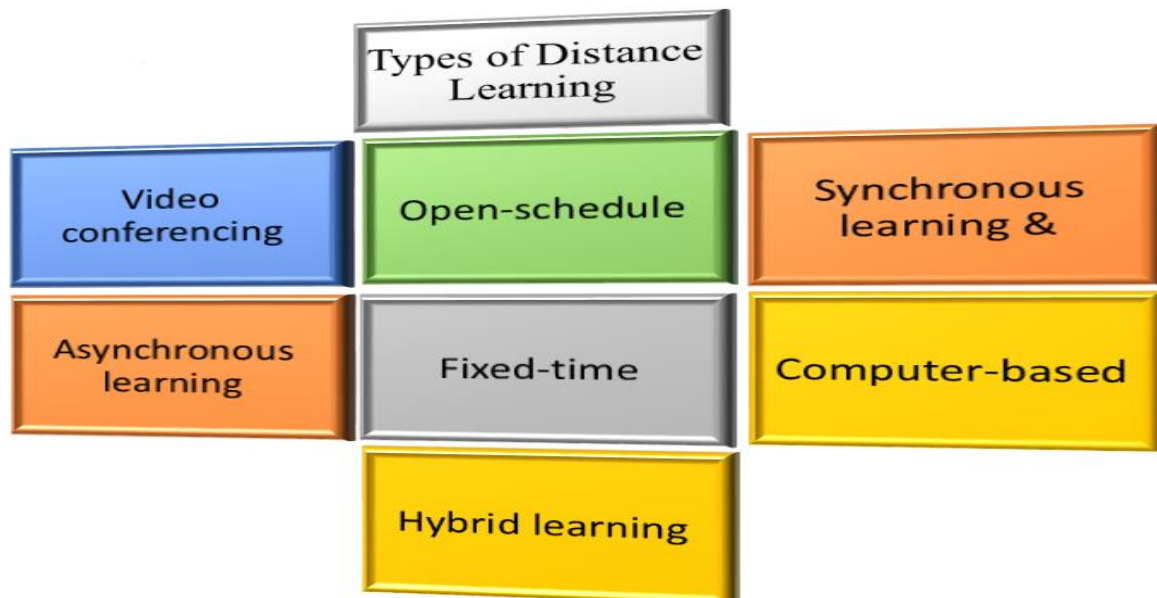 Types of Distance
Learning
Video
conferencing
Open-schedule
Synchronous
learning &
Asynchronous
learning
Fixed-time
Computer-based
Hybrid learning